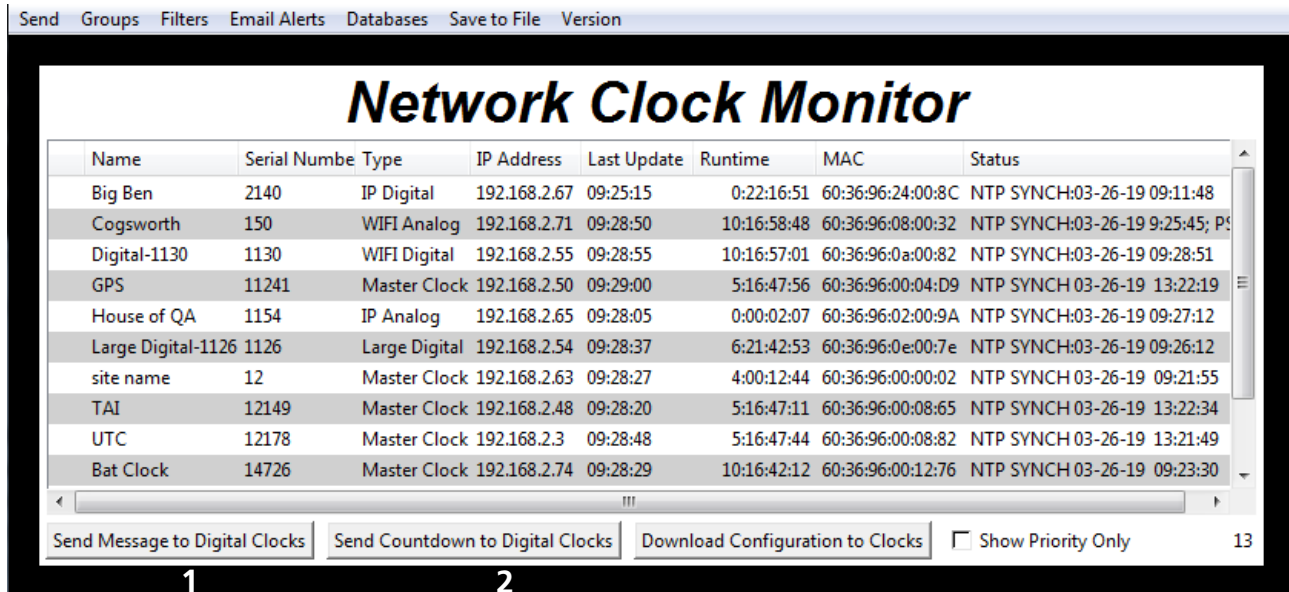 Send Groups Filters Email Alerts Databases Save to File Version
Network Clock Monitor
Name Serial Numbe Type IP Address Last Update Runtime MAC Status
Big Ben 2140 IP Digital 192.168.2.67 09:25:15 0:22:16:51 60:36:96:24:00:8C NTP SYNCH:03-26-19 09:11:48
Cogsworth 150 WIFI Analog 192.168.2.71 09:28:50 10:16:58:48 60:36:96:08:00:32 NTP SYNCH:03-26-19 9:25:45; PS
Digital-1130 1130 WIFI Digital 192.168.2.55 09:28:55 10:16:57:01 60:36:96:0a:00:82 NTP SYNCH:03-26-19 09:28:51
GPS 11241 Master Clock 192.168.2.50 09:29:00 5:16:47:56 60:36:96:00:04:D9 NTP SYNCH 03-26-19 13:22:19
House of QA 1154 IP Analog 192.168.2.65 09:28:05 0:00:02:07 60:36:96:02:00:9A NTP SYNCH:03-26-19 09:27:12
Large Digital-1126 1126 Large Digital 192.168.2.54 09:28:37 6:21:42:53 60:36:96:0e:00:7e NTP SYNCH:03-26-19 09:26:12
site name 12 Master Clock 192.168.2.63 09:28:27 4:00:12:44 60:36:96:00:00:02 NTP SYNCH 03-26-19 09:21:55
TAI 12149 Master Clock 192.168.2.48 09:28:20 5:16:47:11 60:36:96:00:08:65 NTP SYNCH 03-26-19 13:22:34
UTC 12178 Master Clock 192.168.2.3 09:28:48 5:16:47:44 60:36:96:00:08:82 NTP SYNCH 03-26-19 13:21:49
Bat Clock 14726 Master Clock 192.168.2.74 09:28:29 10:16:42:12 60:36:96:00:12:76 NTP SYNCH 03-26-19 09:23:30
Send Message to Digital Clocks Send Countdown to Digital Clocks Download Configuration to Clocks Show Priority Only 13
1 2